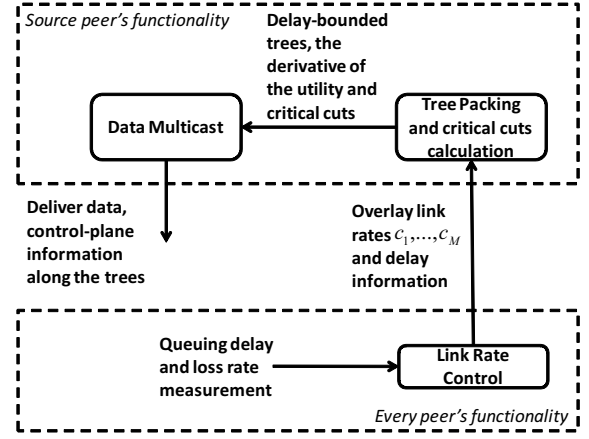 Source peer's functionality
Delay-bounded
trees, the
derivative of
the utility and
critical cuts
Data Multicast
Tree Packing
and critical cuts
calculation
Deliver data,
control-plane
information
along the trees
Overlay link
rates c₁,...,c_M
and delay
information
Queuing delay
and loss rate
measurement
Link Rate
Control
Every peer's functionality